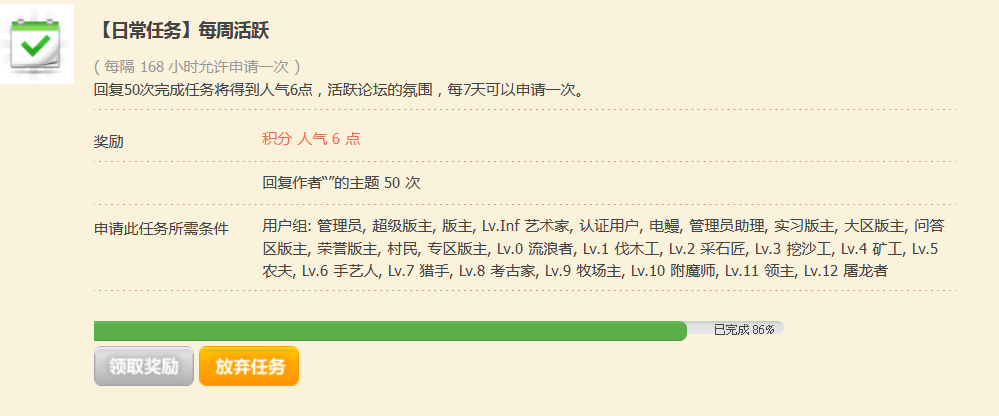 【日常任务】每周活跃
( 每隔 168 小时允许申请一次 )
回复50次完成任务将得到人气6点，活跃论坛的氛围，每7天可以申请一次。
奖励
积分 人气 6 点
回复作者“”的主题 50 次
申请此任务所需条件
用户组: 管理员, 超级版主, 版主, Lv.Inf 艺术家, 认证用户, 电鳗, 管理员助理, 实习版主, 大区版主, 问答
区版主, 荣誉版主, 村民, 专区版主, Lv.0 流浪者, Lv.1 伐木工, Lv.2 采石匠, Lv.3 挖沙工, Lv.4 矿工, Lv.5
农夫, Lv.6 手艺人, Lv.7 猎手, Lv.8 考古家, Lv.9 牧场主, Lv.10 附魔师, Lv.11 领主, Lv.12 屠龙者
已完成 86%
领取奖励
放弃任务